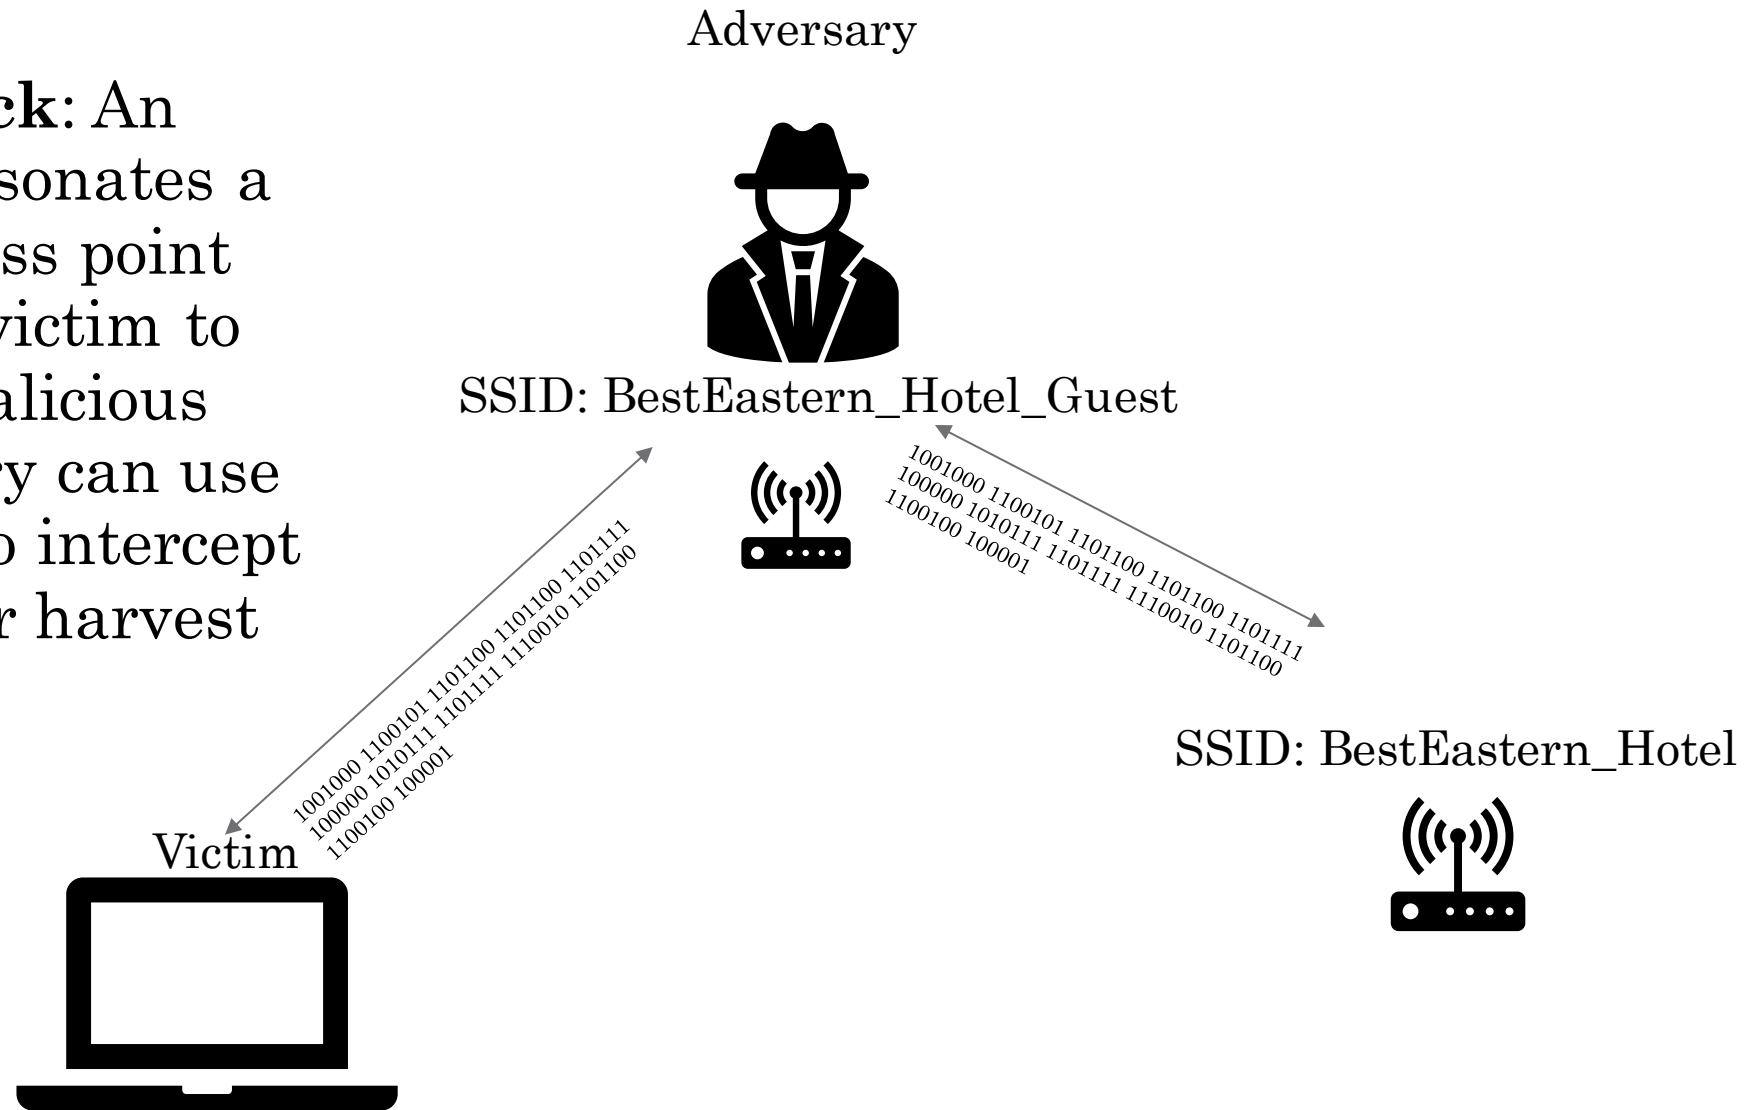 Adversary
ck: An
sonates a
ss point
victim to
alicious
ry can use
o intercept
r harvest
SSID: BestEastern_Hotel_Guest
1001000 1100101 1101100 1101100 1101111
100000 1010111 1101111 1110010 1101100
1100100 100001
1001000 1100101 1101100 1101100 1101111
100000 1010111 1101111 1110010 1101100
1100100 100001
SSID: BestEastern_Hotel
Victim